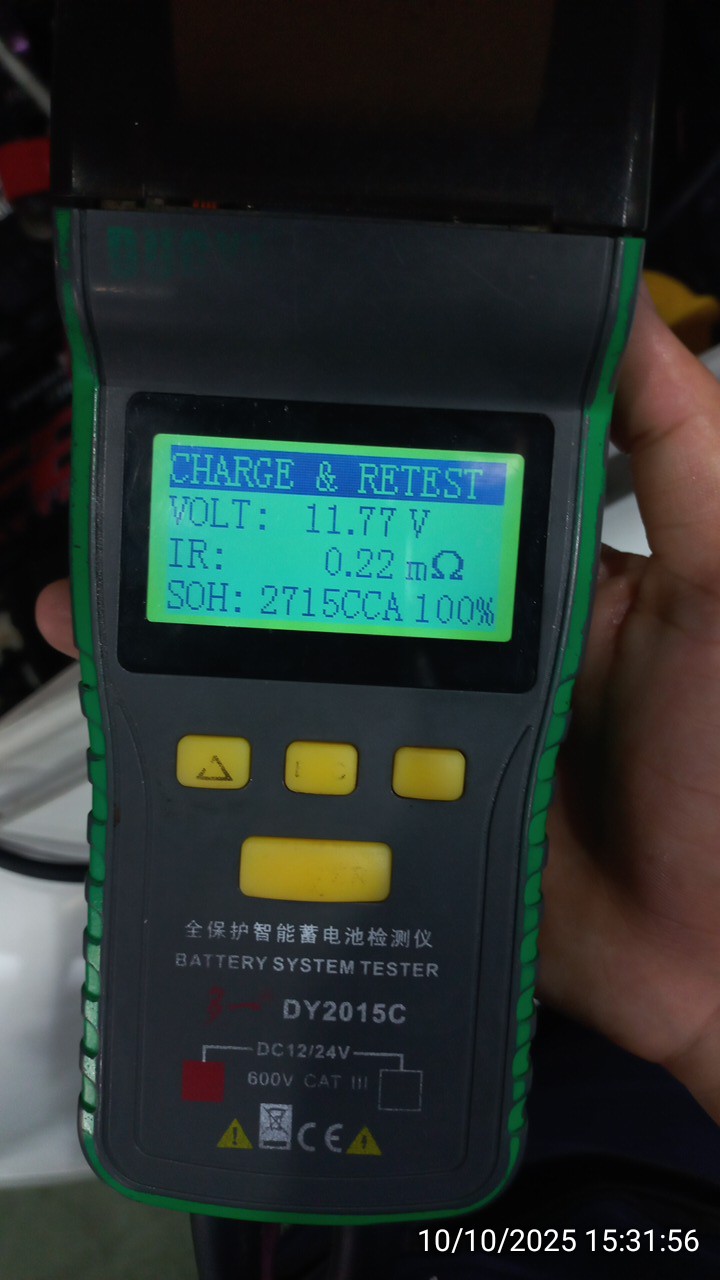 CHARGE & RETEST
VOLT: 11.77 V
IR: 0.22 mΩ
SOH: 2715CCA 100%
全保护智能蓄电池检测仪
BATTERY SYSTEM TESTER
DY2015C
DC12/24V
600V CAT III
CE
10/10/2025 15:31:56